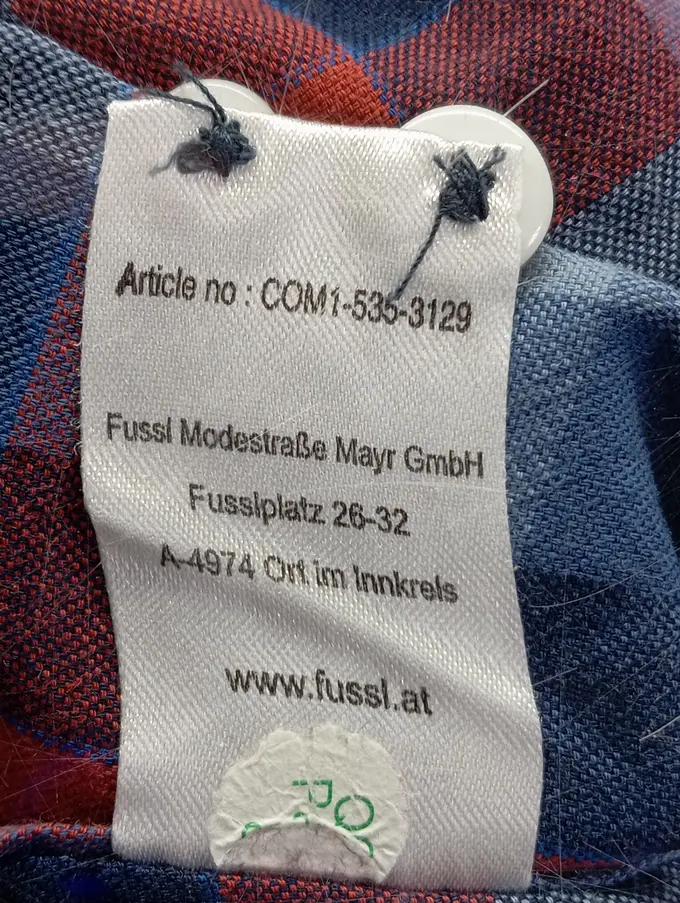 Article no : COM1-535-3129
Fussl Modestraße Mayr GmbH
Fusslplatz 26-32
A-4974 Ort im Innkreis
www.fussl.at